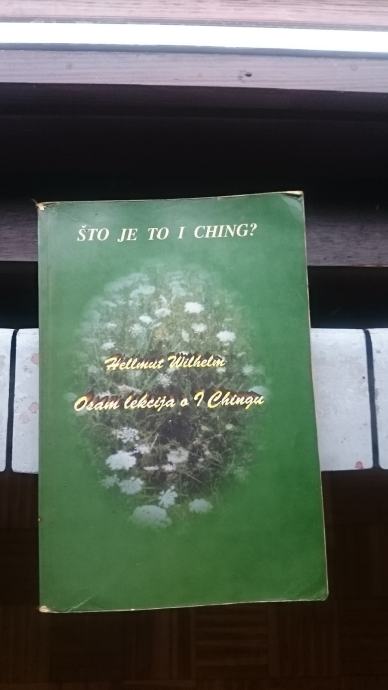 ŠTO JE TO I CHING?
Hellmut Wilhelm
Osam lekcija o I Chingu